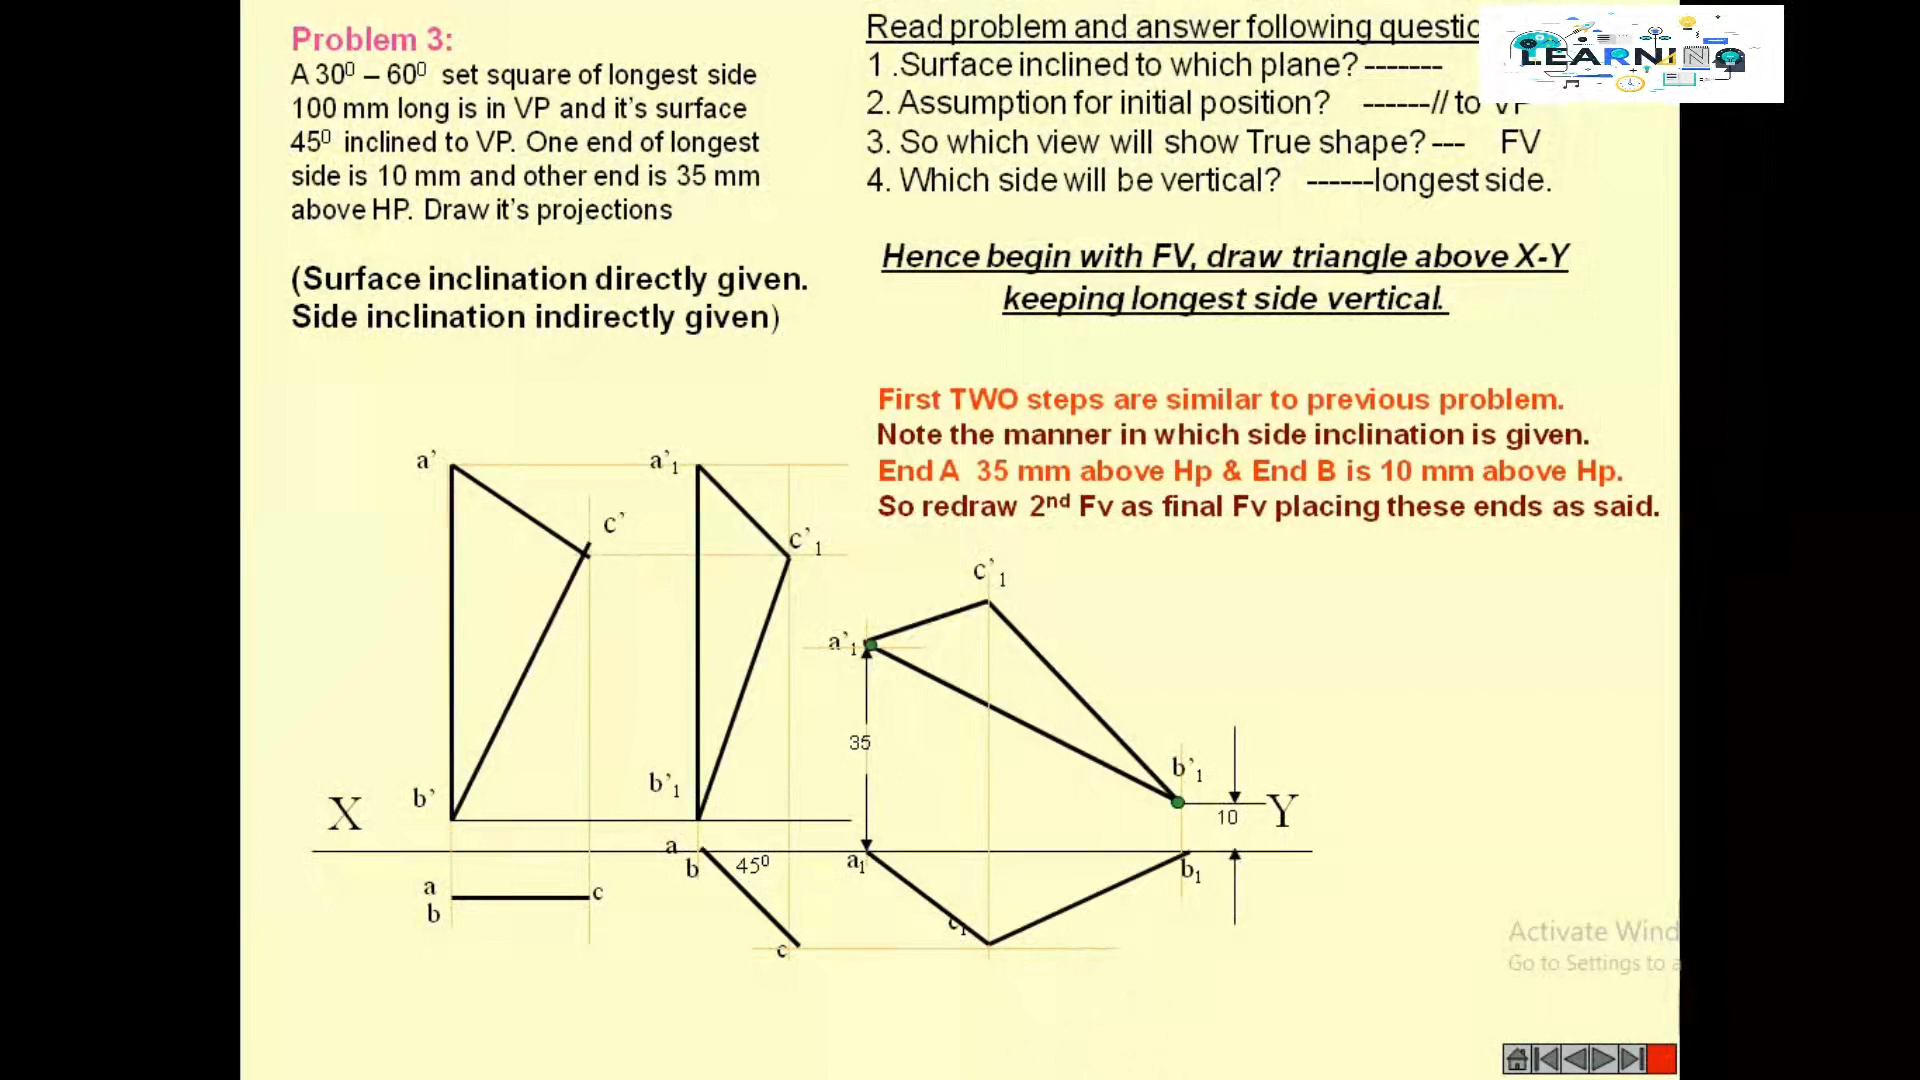 Problem 3:
A 30⁰ – 60⁰ set square of longest side
100 mm long is in VP and it's surface
45⁰ inclined to VP. One end of longest
side is 10 mm and other end is 35 mm
above HP. Draw it's projections
(Surface inclination directly given.
Side inclination indirectly given)
Read problem and answer following questio
1 .Surface inclined to which plane? -------
2. Assumption for initial position? ------// to VP
3. So which view will show True shape? --- FV
4. Which side will be vertical? ------longest side.
LEARNING
Hence begin with FV, draw triangle above X-Y
keeping longest side vertical.
First TWO steps are similar to previous problem.
Note the manner in which side inclination is given.
End A 35 mm above Hp & End B is 10 mm above Hp.
So redraw 2nd Fv as final Fv placing these ends as said.
a'
a'1
c'
c'1
c'1
a'1
35
b'1
b'
b'1
X
10
Y
a
b
45⁰
a1
b1
a
b
c
c
c1
Activate Wind
Go to Settings to a